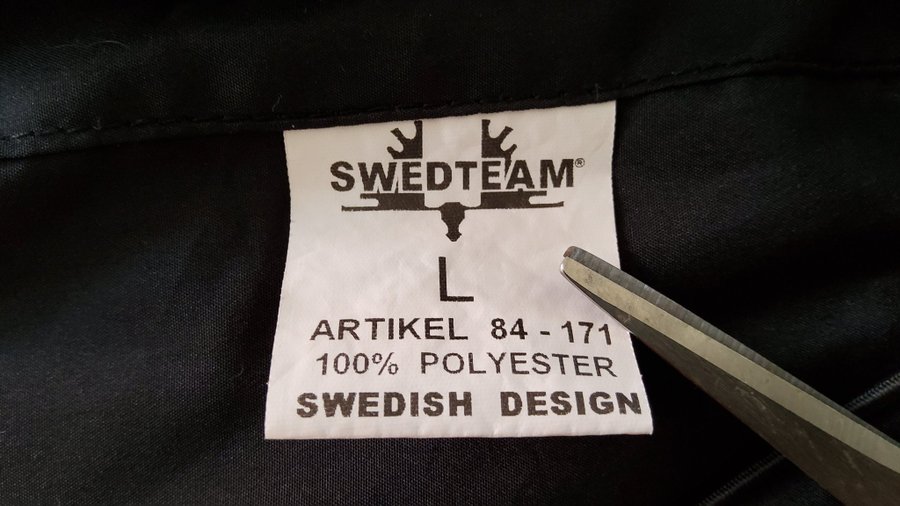 SWEDTEAM®
L
ARTIKEL 84 - 171
100% POLYESTER
SWEDISH DESIGN